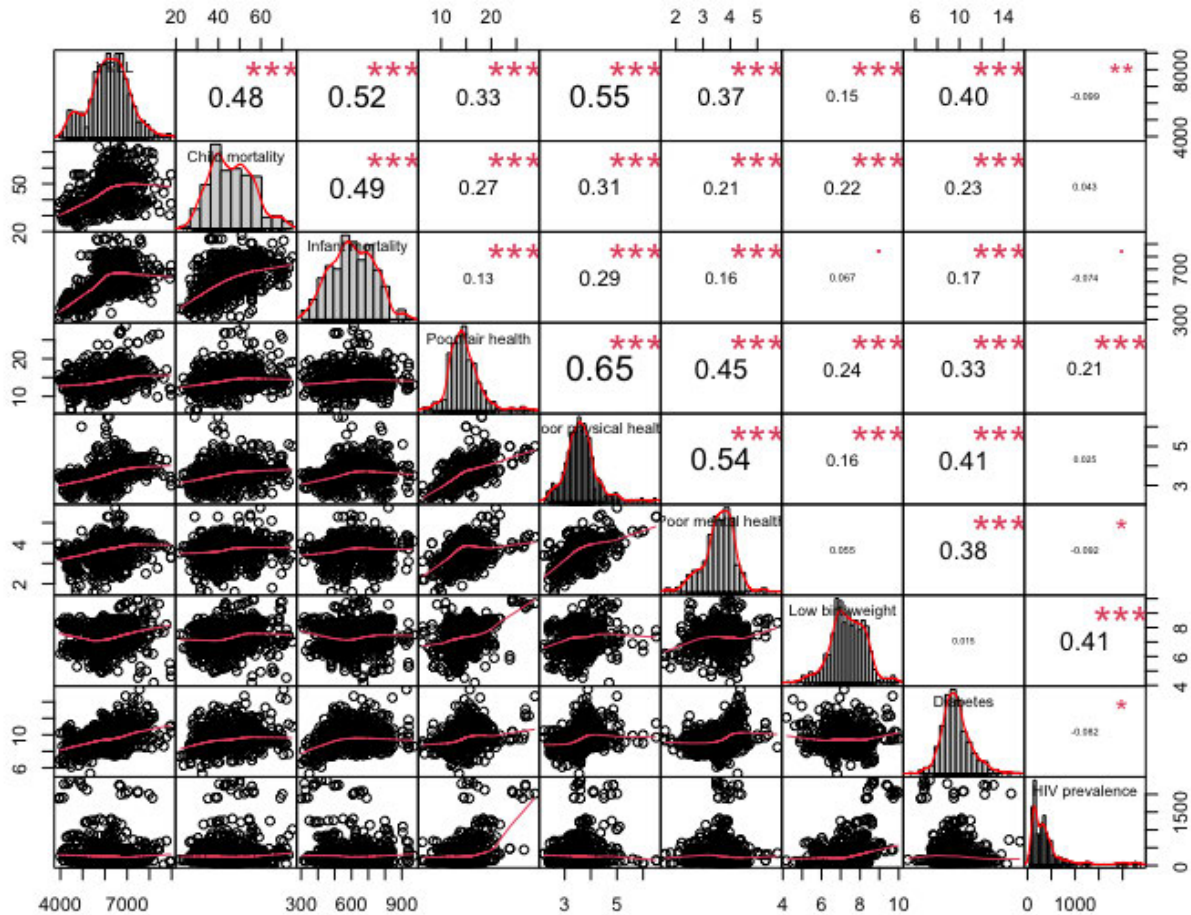 20 40 60 10 20 2 3 4 5 6 10 14
*** *** *** *** *** *** *** **
0.48 0.52 0.33 0.55 0.37 0.15 0.40 -0.099
4000 8000
Child mortality
*** *** *** *** *** ***
0.49 0.27 0.31 0.21 0.22 0.23 0.043
20 50
Infant mortality
*** *** *** . *** .
0.13 0.29 0.16 0.067 0.17 -0.074
300 700
Poor fair health
*** *** *** *** ***
0.65 0.45 0.24 0.33 0.21
10 20
oor physical healt
*** *** ***
0.54 0.16 0.41 0.025
3 5
Poor mental health
*** *
0.055 0.38 -0.092
2 4
Low birthweight
***
0.015 0.41
4 6 8
Diabetes
*
-0.082
6 10
HIV prevalence
0 1500
4000 7000 300 600 900 3 5 4 6 8 10 0 1000